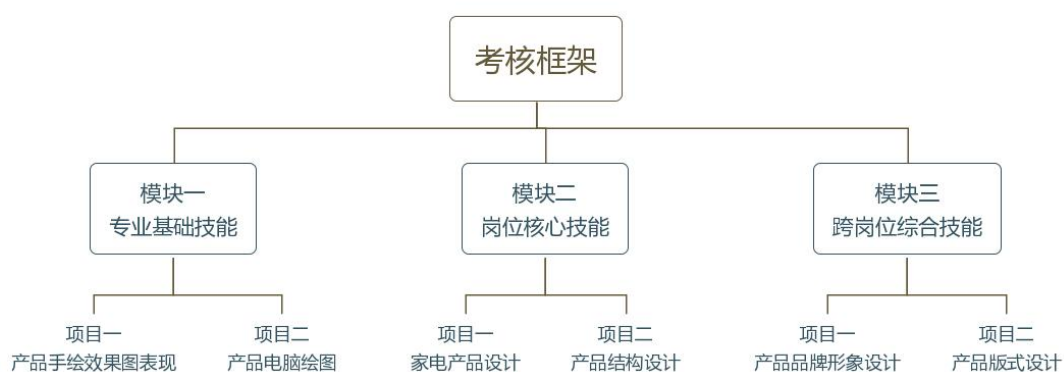 考核框架
模块一
专业基础技能
模块二
岗位核心技能
模块三
跨岗位综合技能
项目一
产品手绘效果图表现
项目二
产品电脑绘图
项目一
家电产品设计
项目二
产品结构设计
项目一
产品品牌形象设计
项目二
产品版式设计